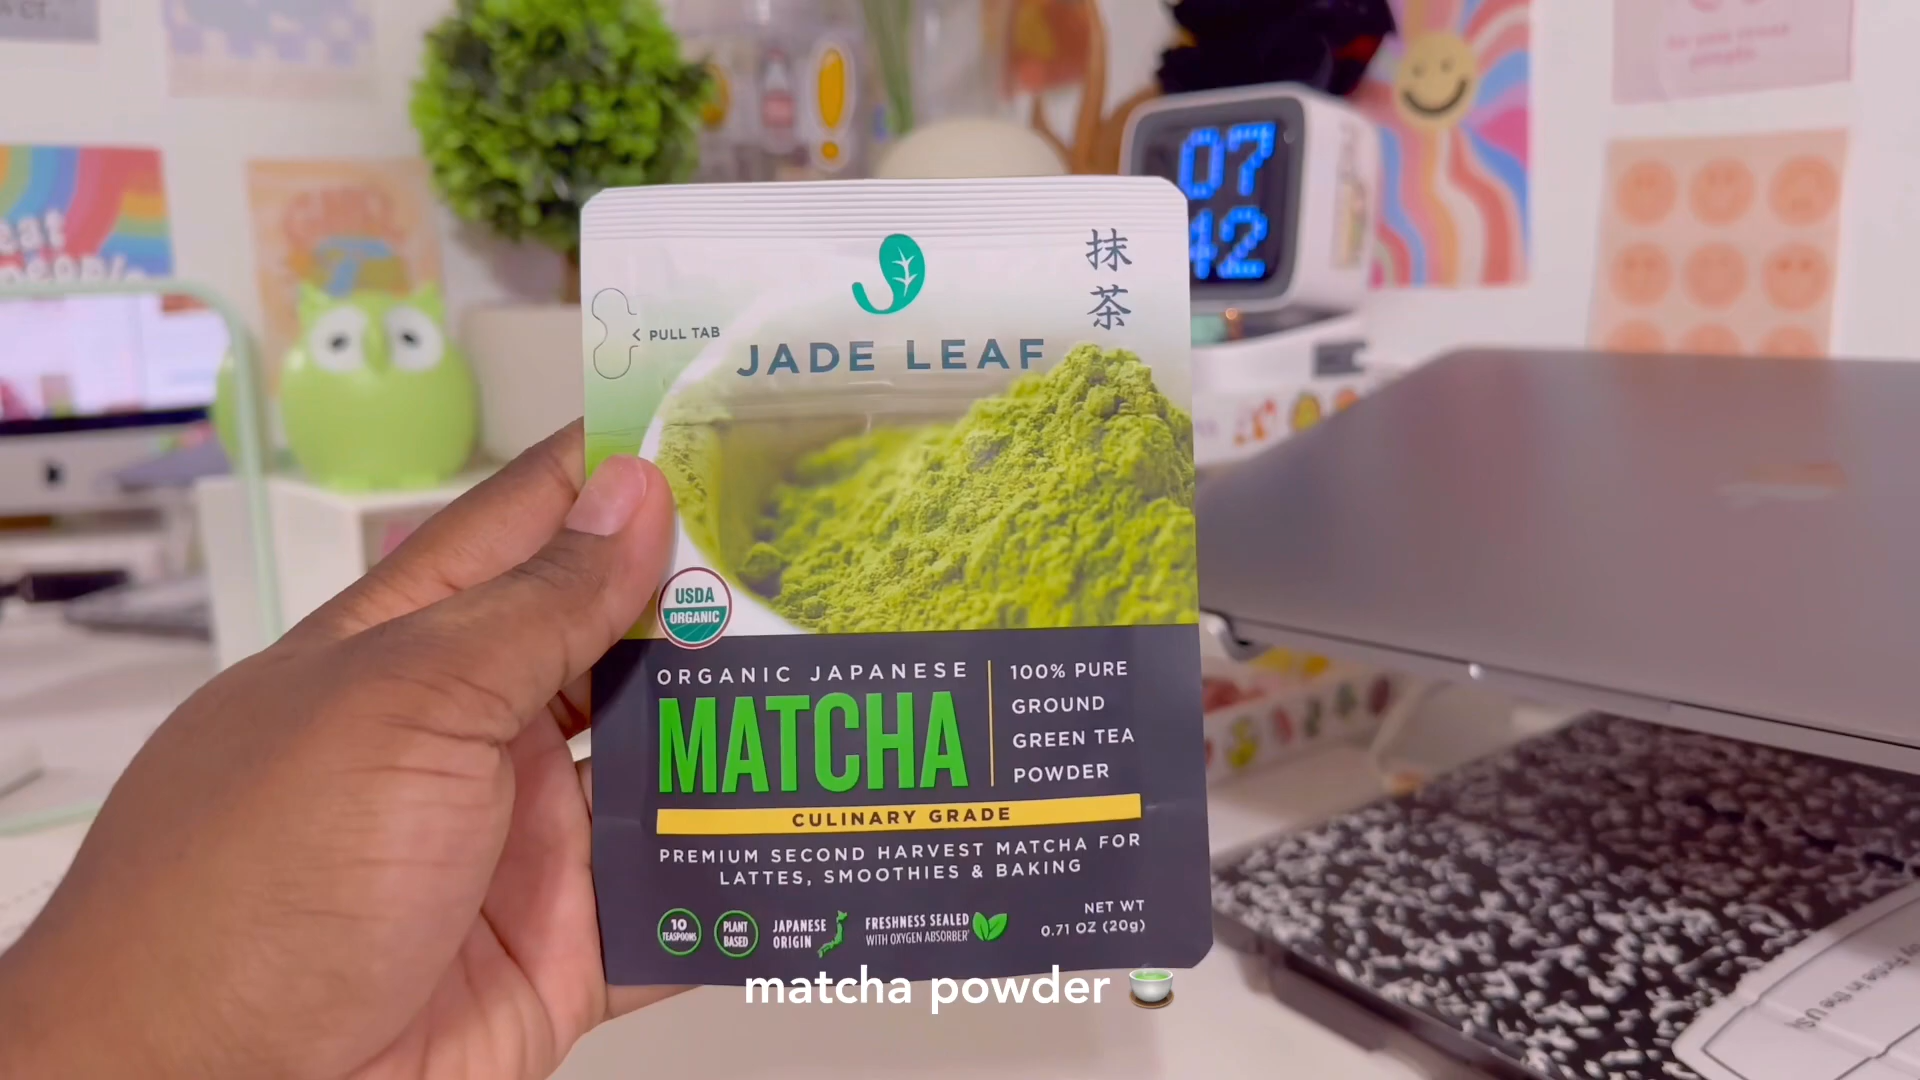 07
42
抹
茶
< PULL TAB
JADE LEAF
USDA
ORGANIC
ORGANIC JAPANESE
MATCHA
100% PURE
GROUND
GREEN TEA
POWDER
CULINARY GRADE
PREMIUM SECOND HARVEST MATCHA FOR
LATTES, SMOOTHIES & BAKING
10
TEASPOONS
PLANT
BASED
JAPANESE
ORIGIN
FRESHNESS SEALED
WITH OXYGEN ABSORBER
NET WT
0.71 OZ (20g)
matcha powder 🍵